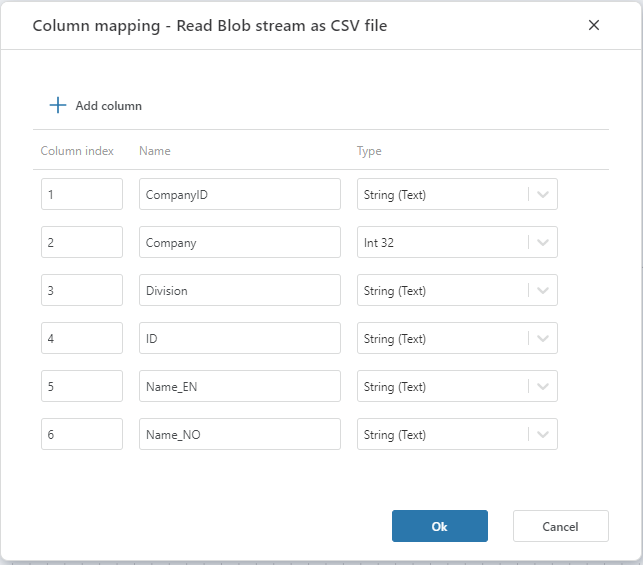 Column mapping - Read Blob stream as CSV file
Add column
Column index Name Type
1 CompanyID String (Text)
2 Company Int 32
3 Division String (Text)
4 ID String (Text)
5 Name_EN String (Text)
6 Name_NO String (Text)
Ok Cancel